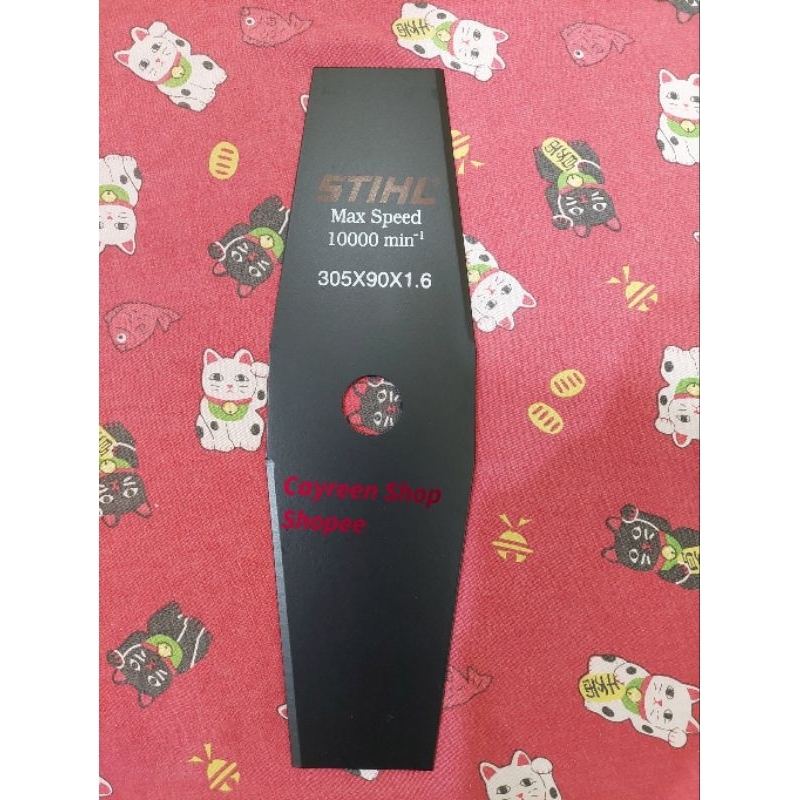 STIHL
Max Speed
10000 min⁻¹
305X90X1.6
Cayreen Shop
Shopee